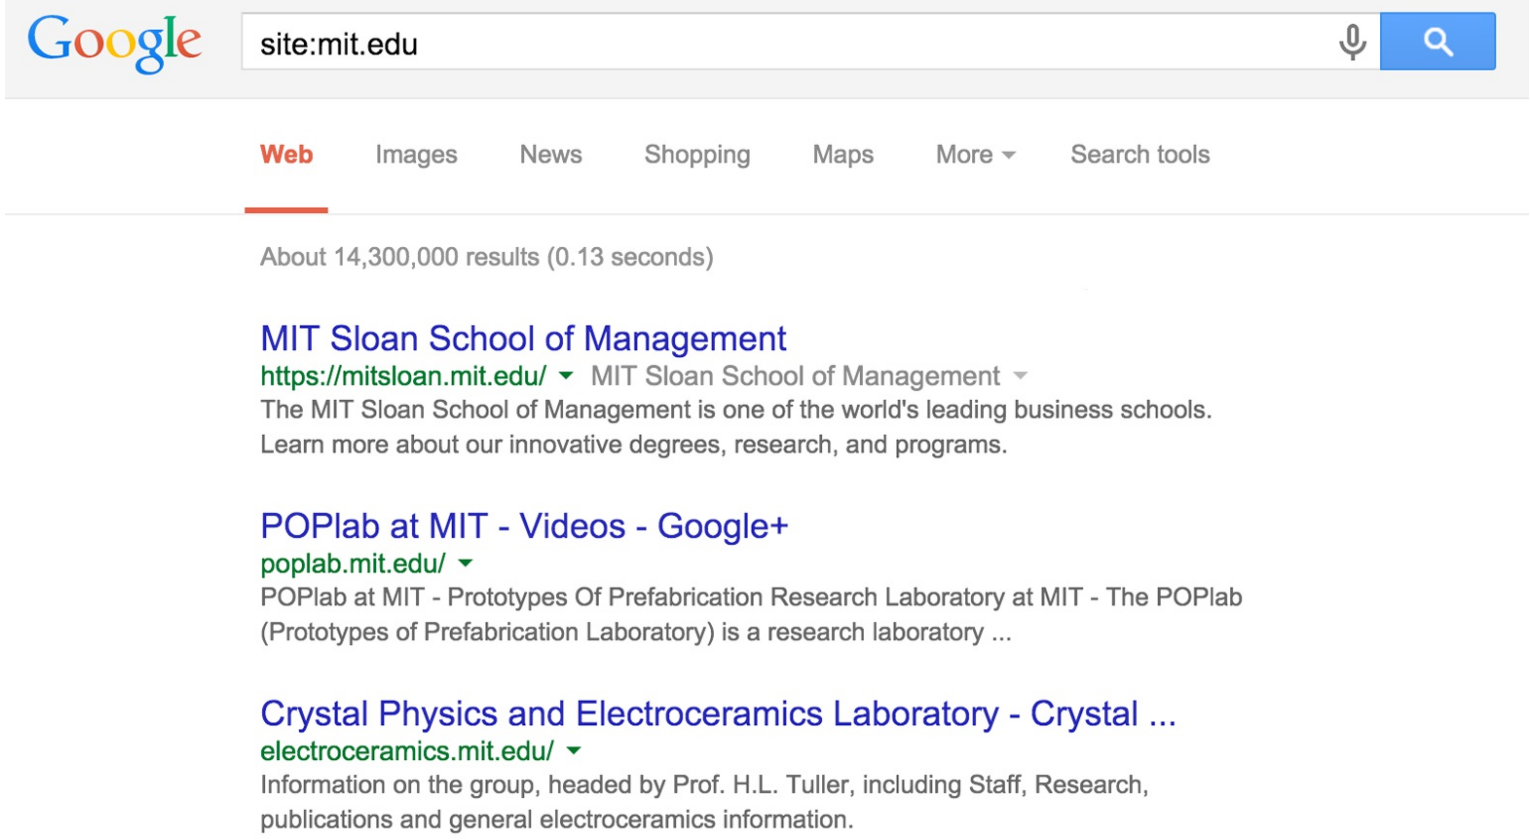 Google
site:mit.edu
Web Images News Shopping Maps More Search tools
About 14,300,000 results (0.13 seconds)
MIT Sloan School of Management
https://mitsloan.mit.edu/ MIT Sloan School of Management
The MIT Sloan School of Management is one of the world's leading business schools.
Learn more about our innovative degrees, research, and programs.
POPlab at MIT - Videos - Google+
poplab.mit.edu/
POPlab at MIT - Prototypes Of Prefabrication Research Laboratory at MIT - The POPlab
(Prototypes of Prefabrication Laboratory) is a research laboratory ...
Crystal Physics and Electroceramics Laboratory - Crystal ...
electroceramics.mit.edu/
Information on the group, headed by Prof. H.L. Tuller, including Staff, Research,
publications and general electroceramics information.